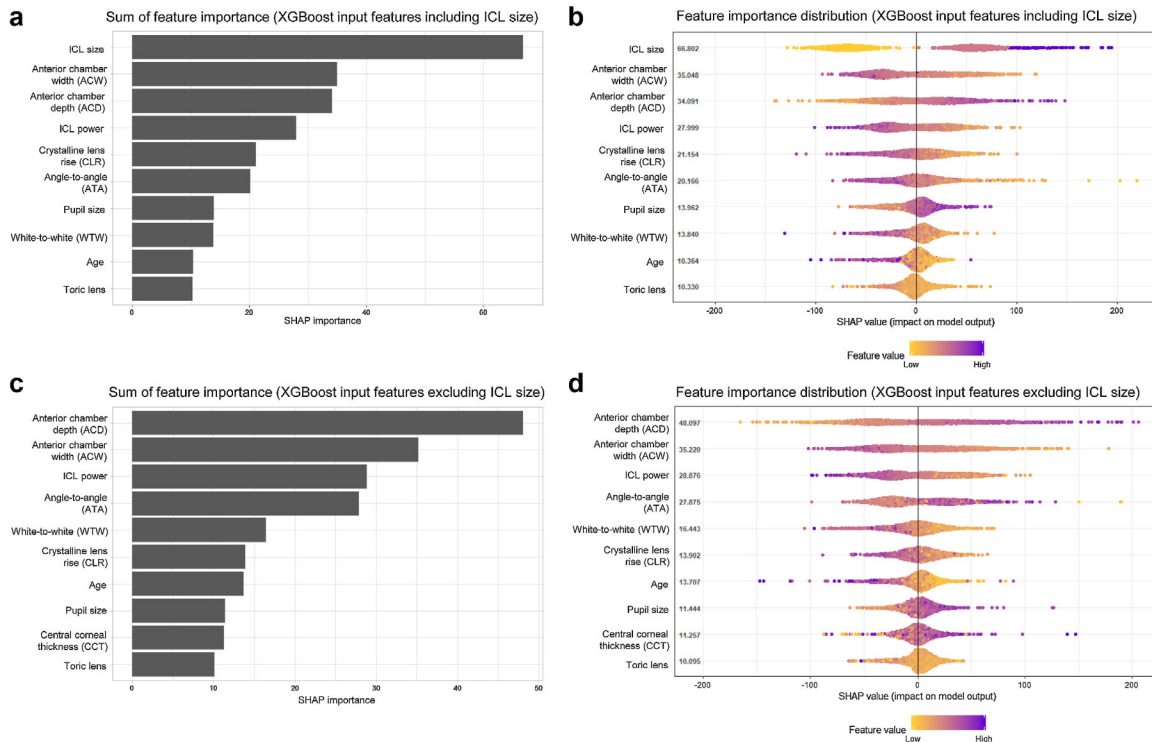 a
Sum of feature importance (XGBoost input features including ICL size)
ICL size
Anterior chamber
width (ACW)
Anterior chamber
depth (ACD)
ICL power
Crystalline lens
rise (CLR)
Angle-to-angle
(ATA)
Pupil size
White-to-white (WTW)
Age
Toric lens
0
20
40
60
SHAP importance
b
Feature importance distribution (XGBoost input features including ICL size)
ICL size
66.802
Anterior chamber
width (ACW)
35.048
Anterior chamber
depth (ACD)
34.091
ICL power
27.999
Crystalline lens
rise (CLR)
21.154
Angle-to-angle
(ATA)
20.166
Pupil size
13.962
White-to-white (WTW)
13.840
Age
10.364
Toric lens
10.330
-200
-100
0
100
200
SHAP value (impact on model output)
Feature value
Low
High
c
Sum of feature importance (XGBoost input features excluding ICL size)
Anterior chamber
depth (ACD)
Anterior chamber
width (ACW)
ICL power
Angle-to-angle
(ATA)
White-to-white (WTW)
Crystalline lens
rise (CLR)
Age
Pupil size
Central corneal
thickness (CCT)
Toric lens
0
10
20
30
40
50
SHAP importance
d
Feature importance distribution (XGBoost input features excluding ICL size)
Anterior chamber
depth (ACD)
48.097
Anterior chamber
width (ACW)
35.220
ICL power
28.876
Angle-to-angle
(ATA)
27.875
White-to-white (WTW)
16.443
Crystalline lens
rise (CLR)
13.902
Age
13.707
Pupil size
11.444
Central corneal
thickness (CCT)
11.257
Toric lens
10.095
-200
-100
0
100
200
SHAP value (impact on model output)
Feature value
Low
High